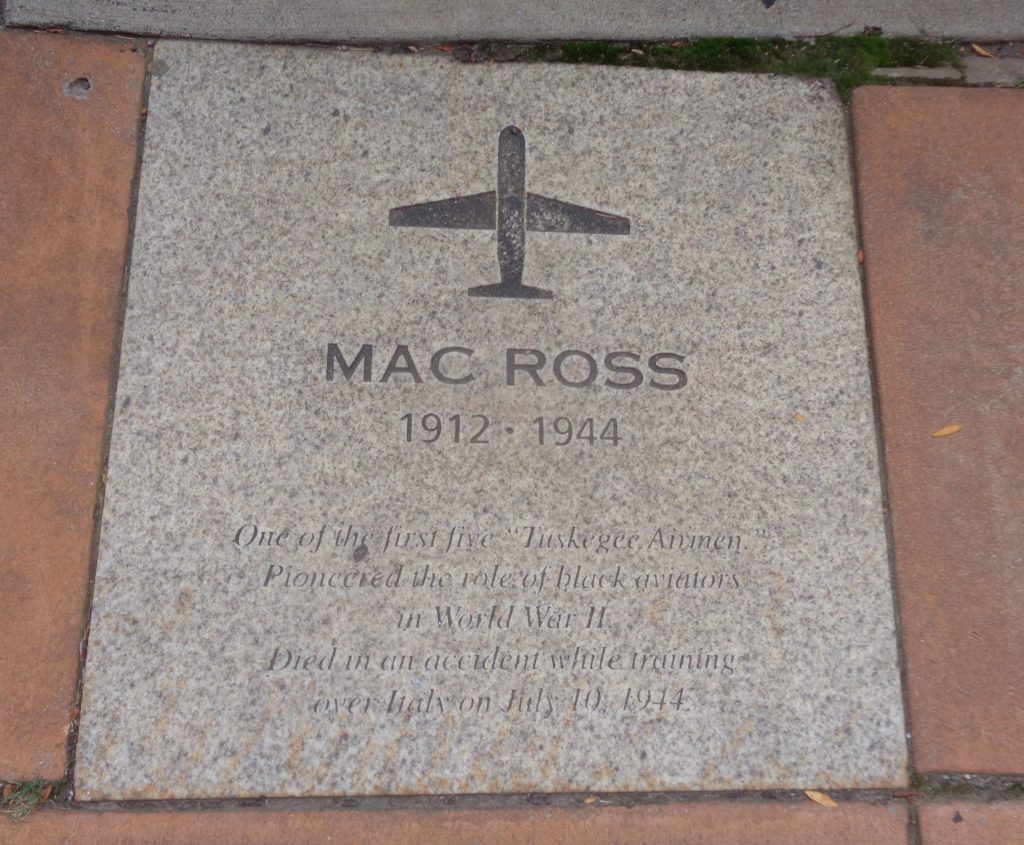 MAC ROSS
1912 · 1944
One of the first five “Tuskegee Airmen.”
Pioneered the role of black aviators
in World War II.
Died in an accident while training
over Italy on July 10, 1944.